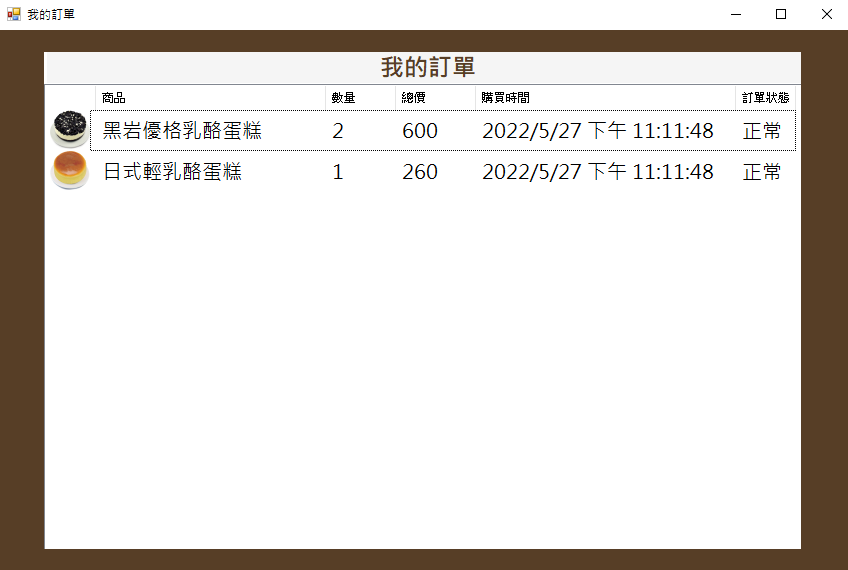 我的訂單
我的訂單
商品 數量 總價 購買時間 訂單狀態
黑岩優格乳酪蛋糕 2 600 2022/5/27 下午 11:11:48 正常
日式輕乳酪蛋糕 1 260 2022/5/27 下午 11:11:48 正常